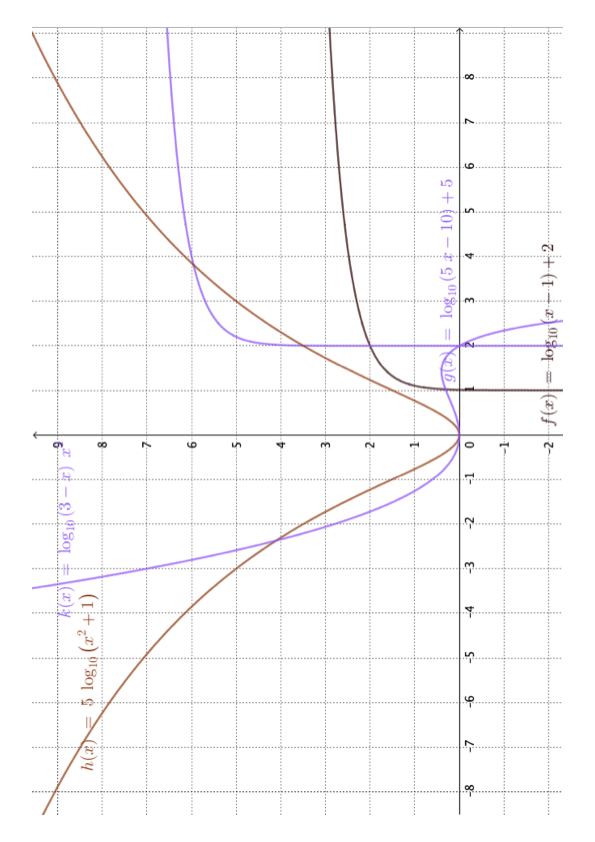 9
k(x) = log₁₀(3 − x) x²
8
h(x) = 5 log₁₀(x² + 1)
7
6
5
4
3
2
1
g(x) = log₁₀(5 x − 10) + 5
-8 -7 -6 -5 -4 -3 -2 -1 0 1 2 3 4 5 6 7 8
-1
-2
f(x) = log₁₀(x − 1) + 2